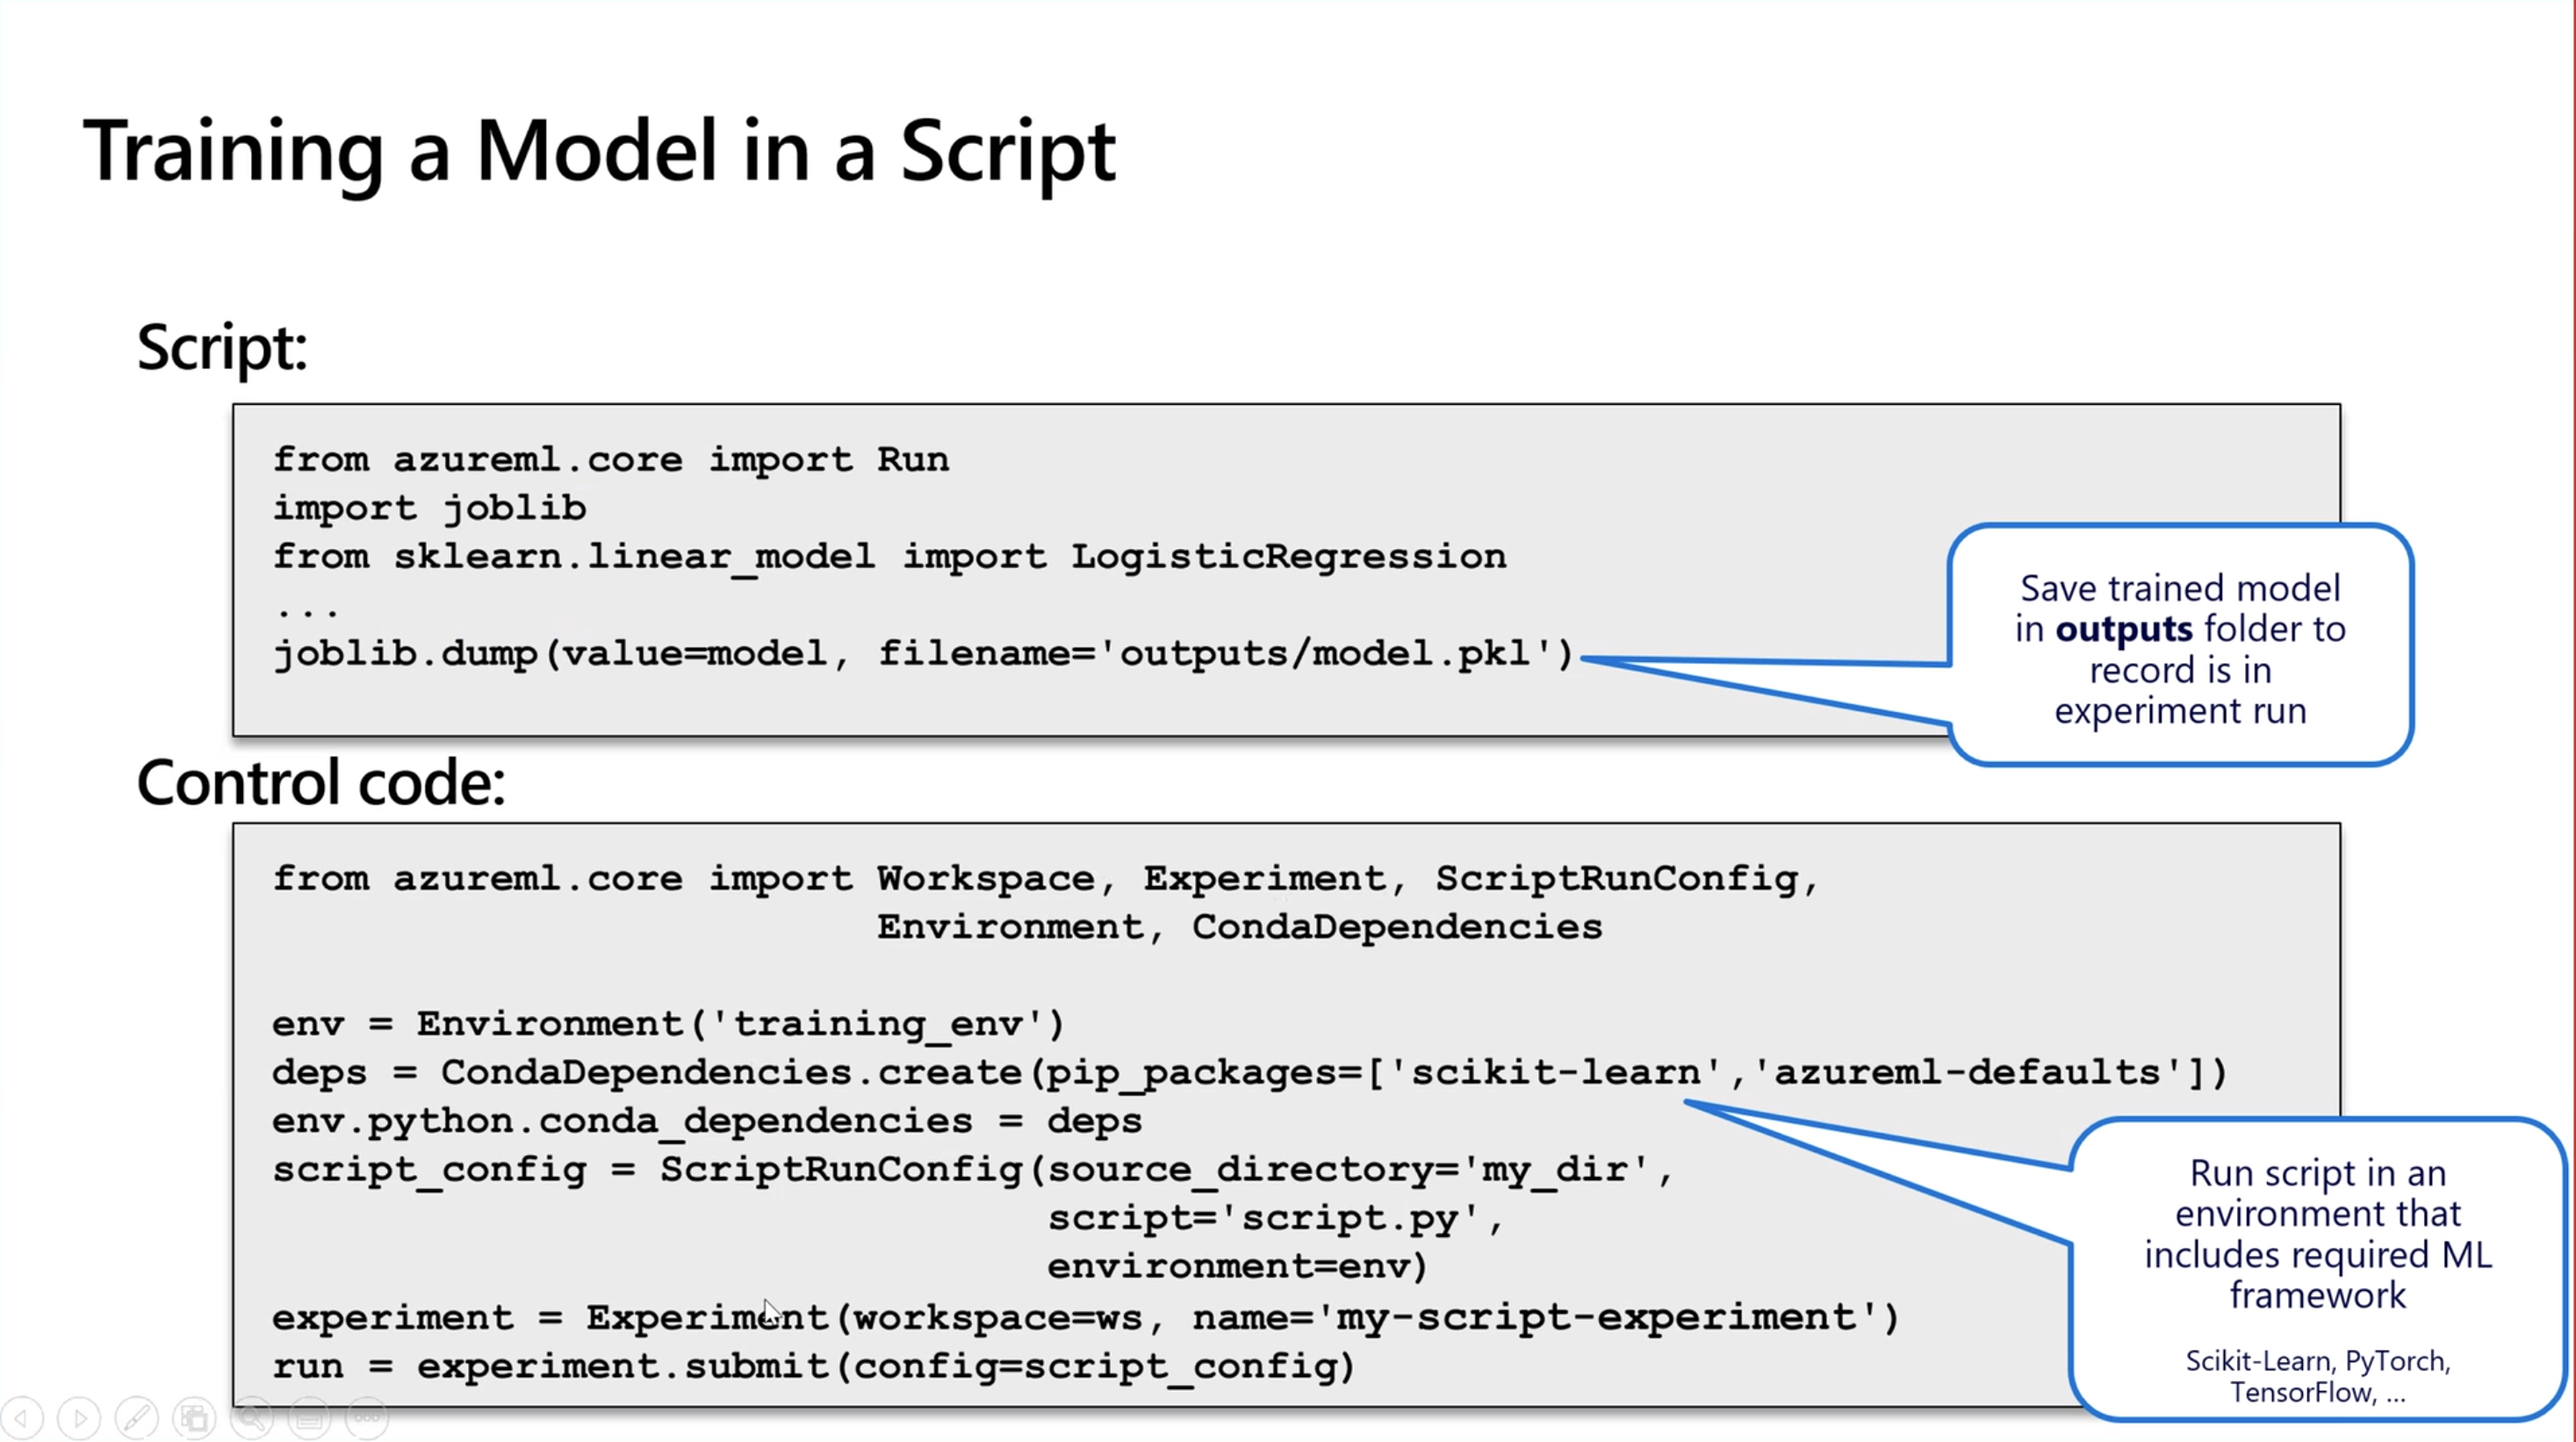 Training a Model in a Script
Script:
from azureml.core import Run
import joblib
from sklearn.linear_model import LogisticRegression
...
joblib.dump(value=model, filename='outputs/model.pkl')
Save trained model
in outputs folder to
record is in
experiment run
Control code:
from azureml.core import Workspace, Experiment, ScriptRunConfig,
Environment, CondaDependencies
env = Environment('training_env')
deps = CondaDependencies.create(pip_packages=['scikit-learn','azureml-defaults'])
env.python.conda_dependencies = deps
script_config = ScriptRunConfig(source_directory='my_dir',
script='script.py',
environment=env)
experiment = Experiment(workspace=ws, name='my-script-experiment')
run = experiment.submit(config=script_config)
Run script in an
environment that
includes required ML
framework
Scikit-Learn, PyTorch,
TensorFlow, ...